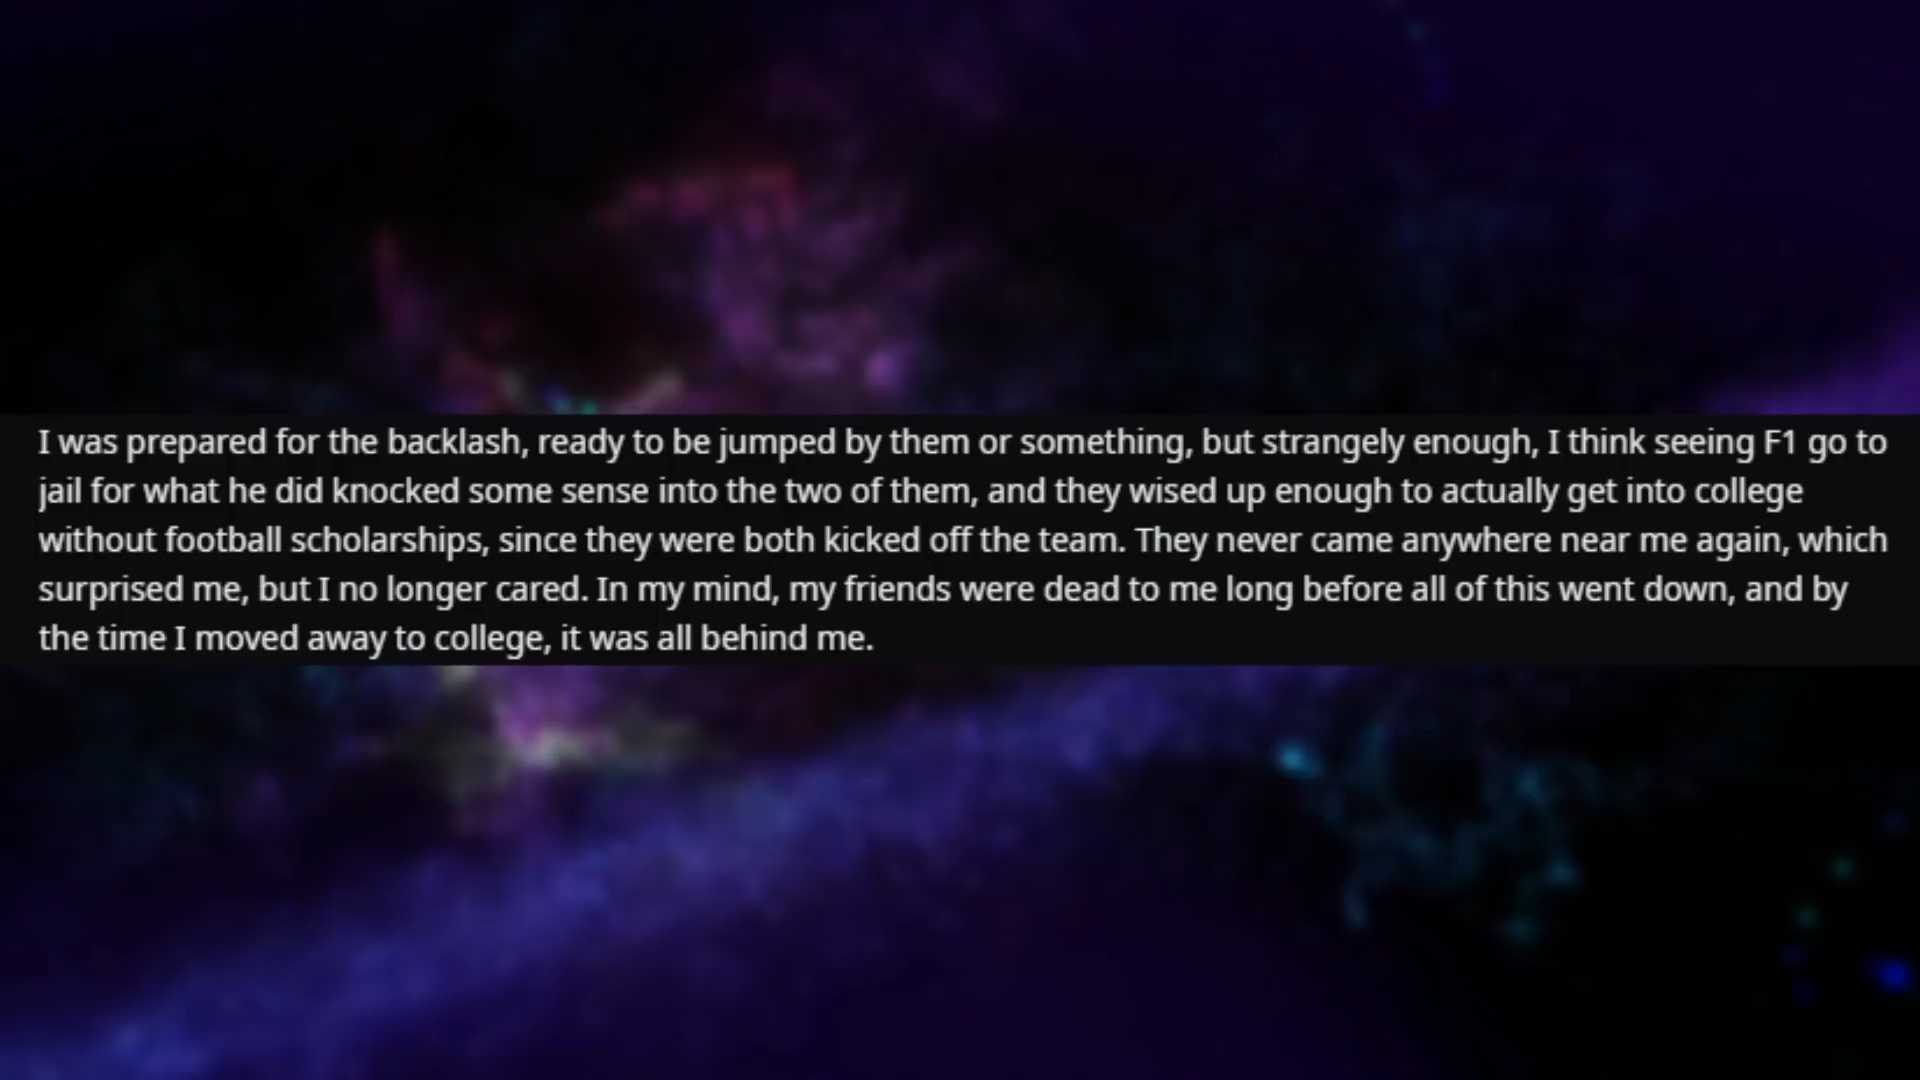 I was prepared for the backlash, ready to be jumped by them or something, but strangely enough, I think seeing F1 go to
jail for what he did knocked some sense into the two of them, and they wised up enough to actually get into college
without football scholarships, since they were both kicked off the team. They never came anywhere near me again, which
surprised me, but I no longer cared. In my mind, my friends were dead to me long before all of this went down, and by
the time I moved away to college, it was all behind me.